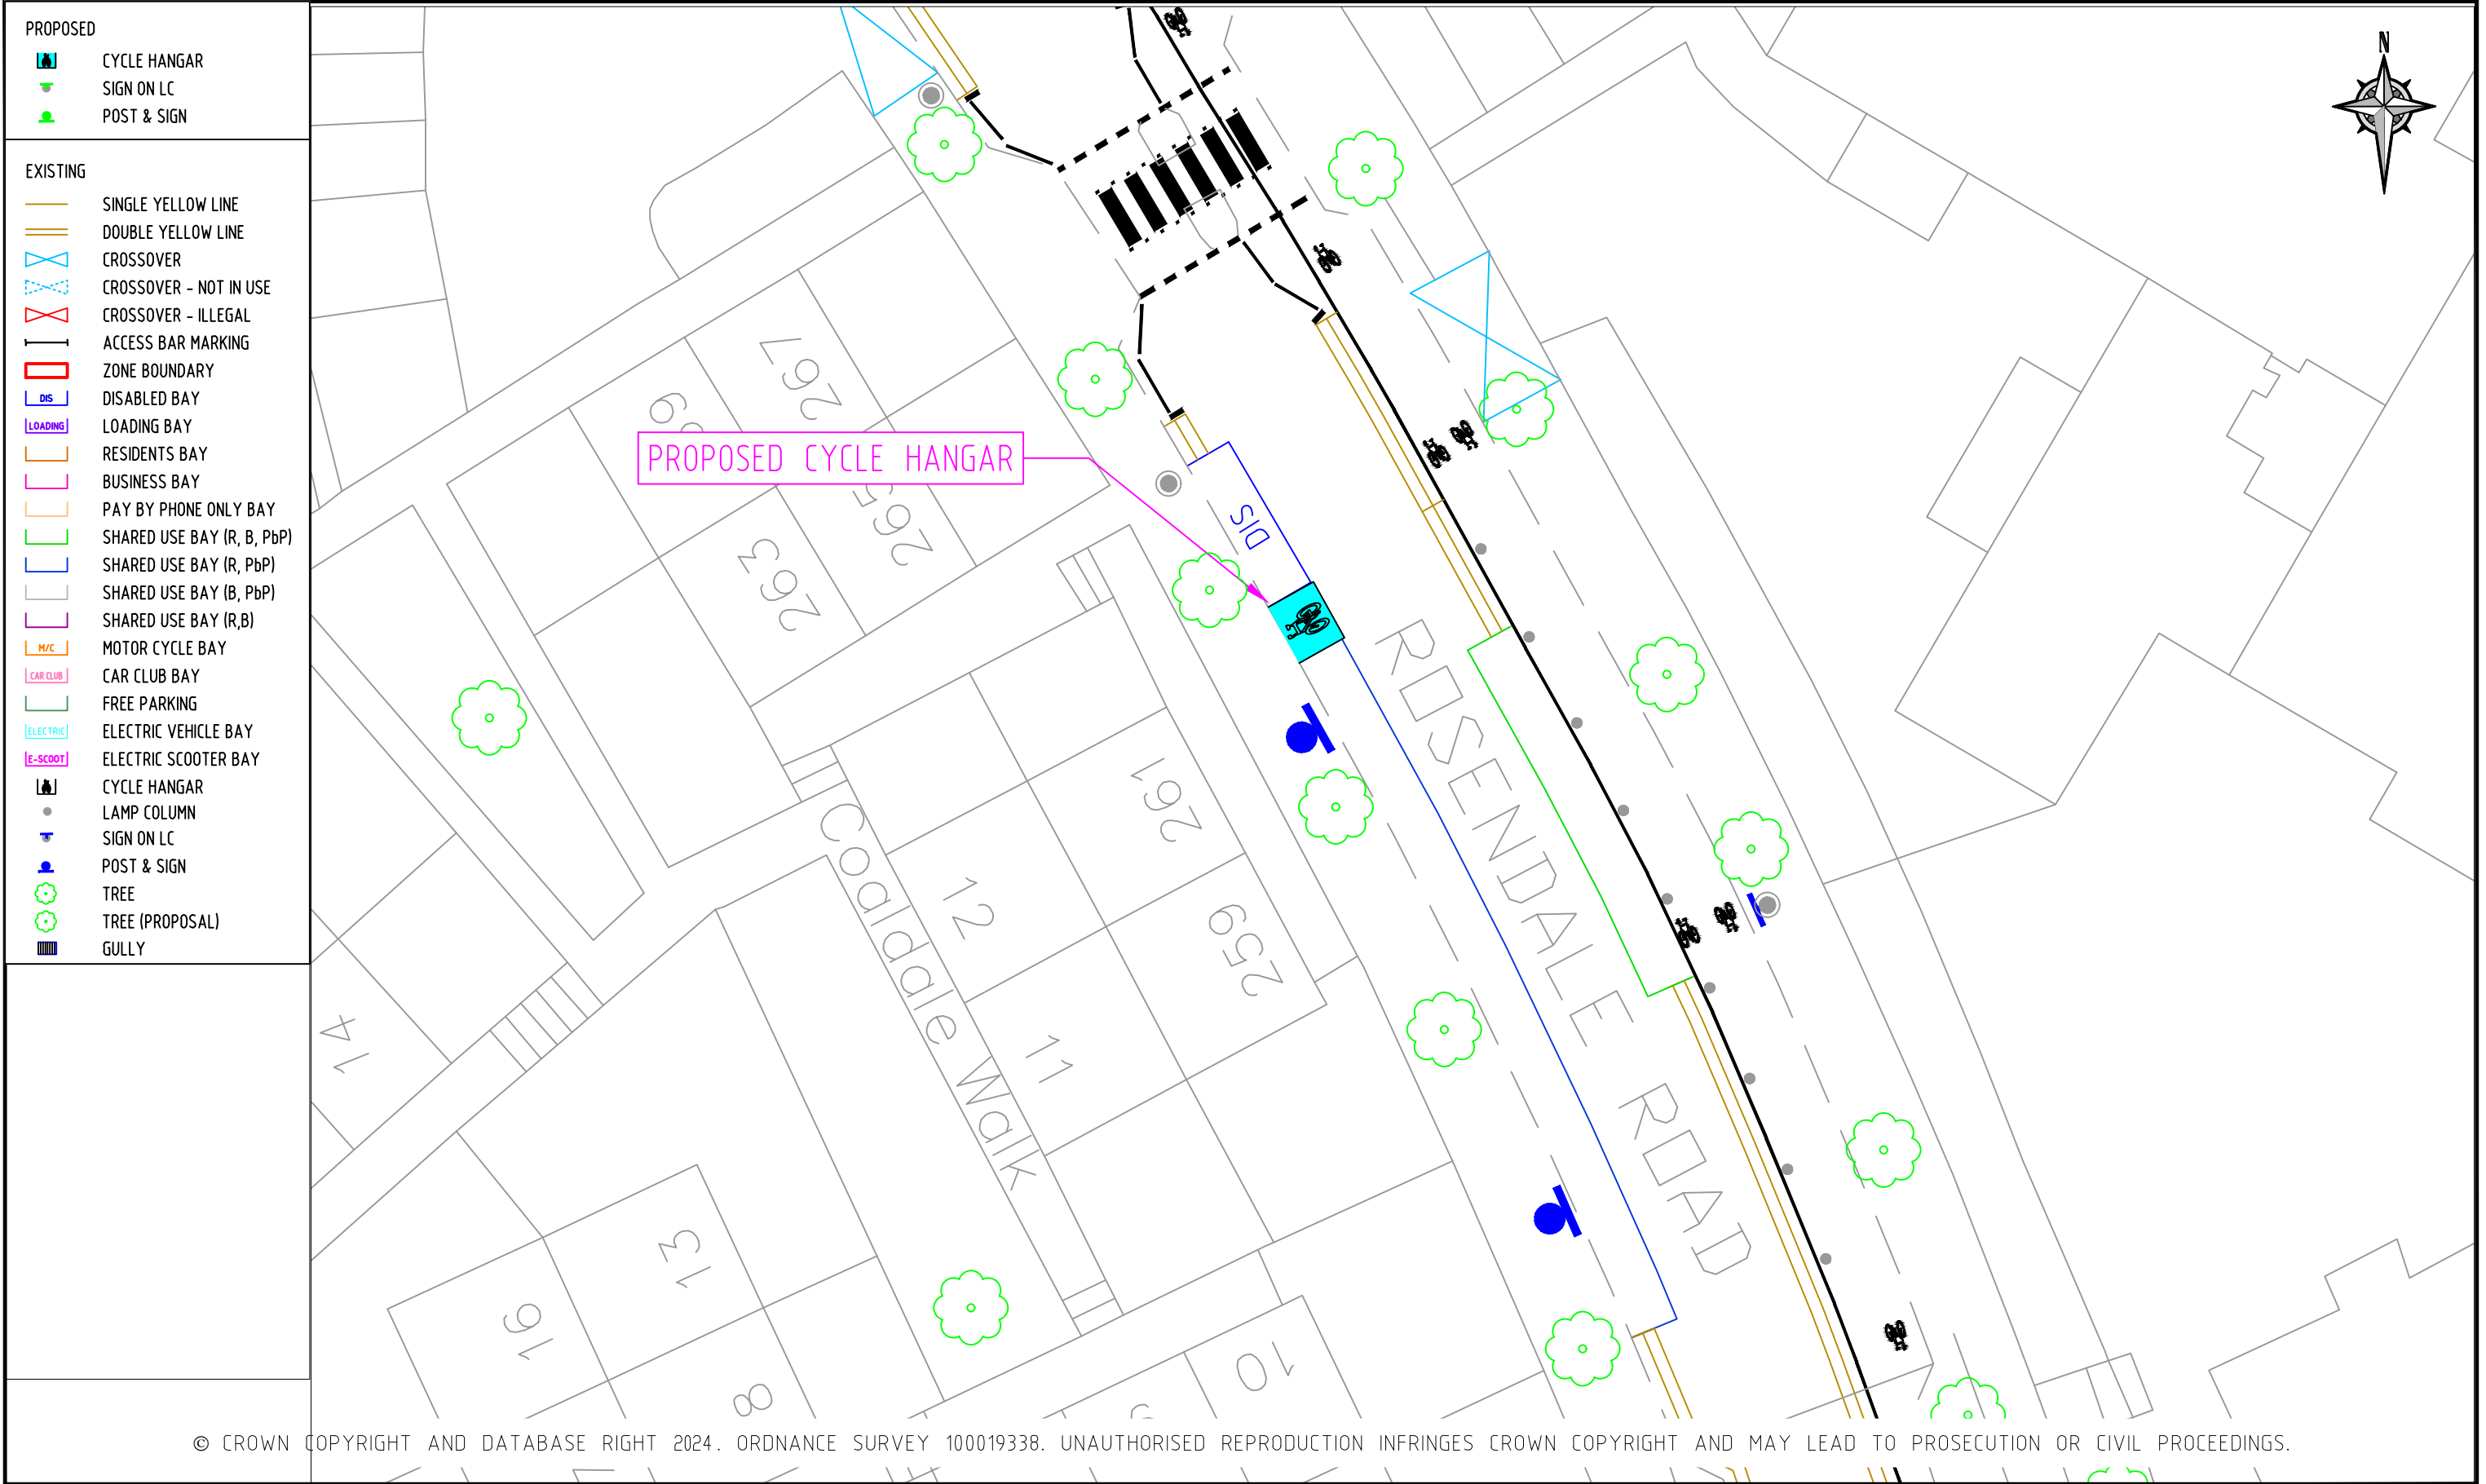 PROPOSED
CYCLE HANGAR
SIGN ON LC
POST & SIGN
EXISTING
SINGLE YELLOW LINE
DOUBLE YELLOW LINE
CROSSOVER
CROSSOVER - NOT IN USE
CROSSOVER - ILLEGAL
ACCESS BAR MARKING
ZONE BOUNDARY
DIS DISABLED BAY
LOADING LOADING BAY
RESIDENTS BAY
BUSINESS BAY
PAY BY PHONE ONLY BAY
SHARED USE BAY (R, B, PbP)
SHARED USE BAY (R, PbP)
SHARED USE BAY (B, PbP)
SHARED USE BAY (R,B)
M/C MOTOR CYCLE BAY
CAR CLUB CAR CLUB BAY
FREE PARKING
ELECTRIC ELECTRIC VEHICLE BAY
E-SCOOT ELECTRIC SCOOTER BAY
CYCLE HANGAR
LAMP COLUMN
SIGN ON LC
POST & SIGN
TREE
TREE (PROPOSAL)
GULLY
N
267
PROPOSED CYCLE HANGAR
265
DIS
263
ROSENDALE ROAD
261
Coladale Walk
12
259
14
11
13
16
10
8
© CROWN COPYRIGHT AND DATABASE RIGHT 2024. ORDNANCE SURVEY 100019338. UNAUTHORISED REPRODUCTION INFRINGES CROWN COPYRIGHT AND MAY LEAD TO PROSECUTION OR CIVIL PROCEEDINGS.